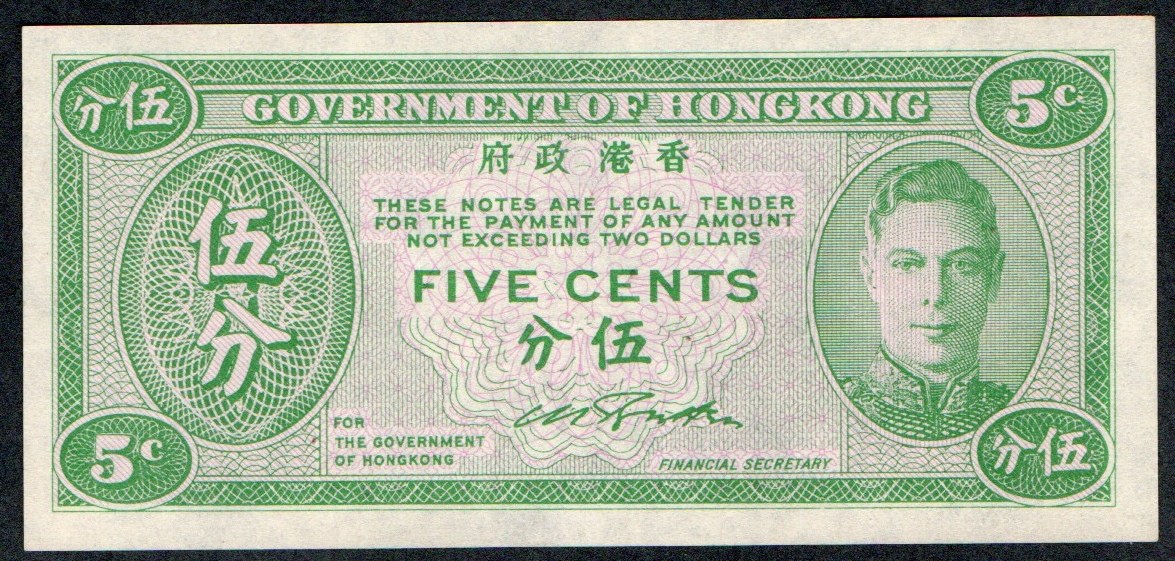 伍分
GOVERNMENT OF HONGKONG
5c
香港政府
THESE NOTES ARE LEGAL TENDER
FOR THE PAYMENT OF ANY AMOUNT
NOT EXCEEDING TWO DOLLARS
伍分
FIVE CENTS
伍分
FOR
THE GOVERNMENT
OF HONGKONG
FINANCIAL SECRETARY
5c
伍分